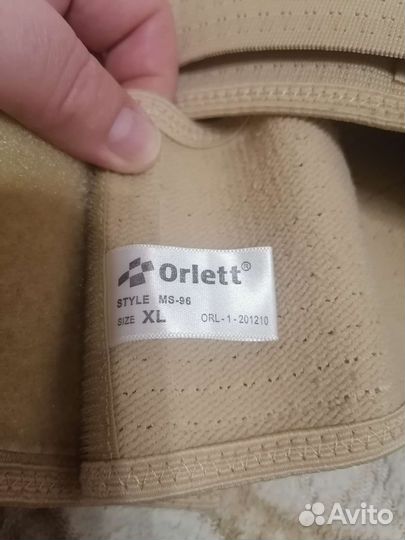 Orlett®
STYLE MS-96
SIZE XL ORL-1-201210
Avito